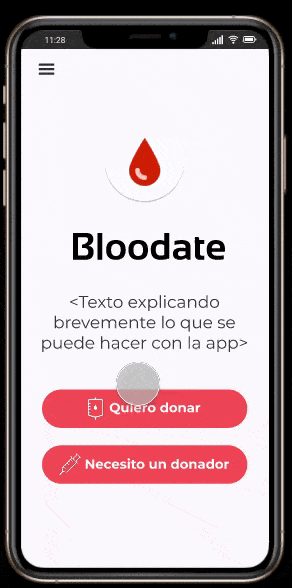 11:28
Bloodate
<Texto explicando
brevemente lo que se
puede hacer con la app>
Quiero donar
Necesito un donador